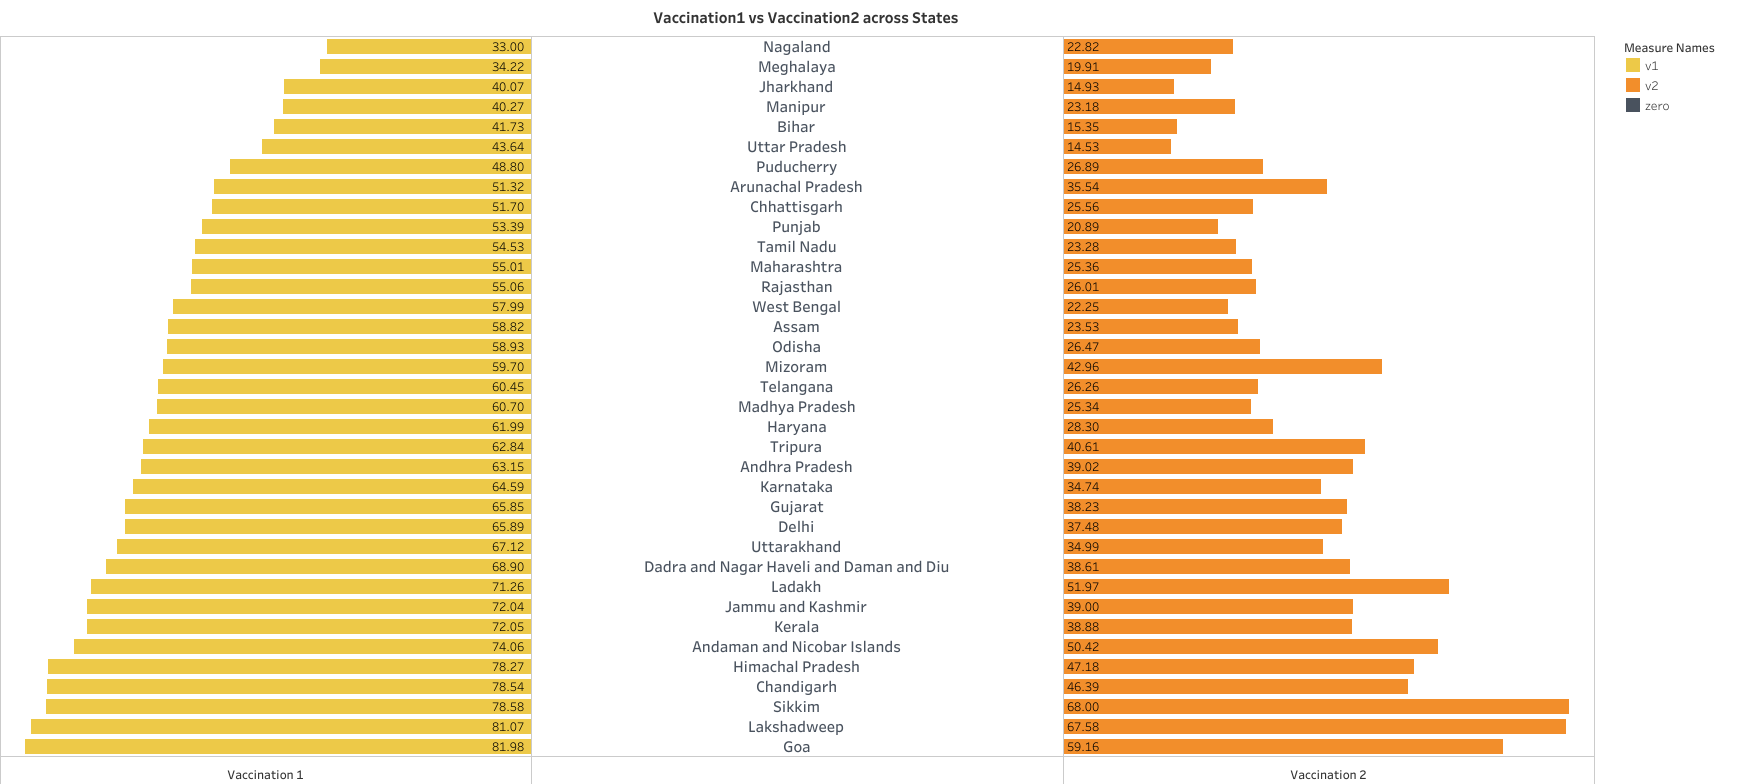 Vaccination1 vs Vaccination2 across States
33.00 Nagaland 22.82
34.22 Meghalaya 19.91
40.07 Jharkhand 14.93
40.27 Manipur 23.18
41.73 Bihar 15.35
43.64 Uttar Pradesh 14.53
48.80 Puducherry 26.89
51.32 Arunachal Pradesh 35.54
51.70 Chhattisgarh 25.56
53.39 Punjab 20.89
54.53 Tamil Nadu 23.28
55.01 Maharashtra 25.36
55.06 Rajasthan 26.01
57.99 West Bengal 22.25
58.82 Assam 23.53
58.93 Odisha 26.47
59.70 Mizoram 42.96
60.45 Telangana 26.26
60.70 Madhya Pradesh 25.34
61.99 Haryana 28.30
62.84 Tripura 40.61
63.15 Andhra Pradesh 39.02
64.59 Karnataka 34.74
65.85 Gujarat 38.23
65.89 Delhi 37.48
67.12 Uttarakhand 34.99
68.90 Dadra and Nagar Haveli and Daman and Diu 38.61
71.26 Ladakh 51.97
72.04 Jammu and Kashmir 39.00
72.05 Kerala 38.88
74.06 Andaman and Nicobar Islands 50.42
78.27 Himachal Pradesh 47.18
78.54 Chandigarh 46.39
78.58 Sikkim 68.00
81.07 Lakshadweep 67.58
81.98 Goa 59.16
Vaccination 1 Vaccination 2
Measure Names
v1
v2
zero